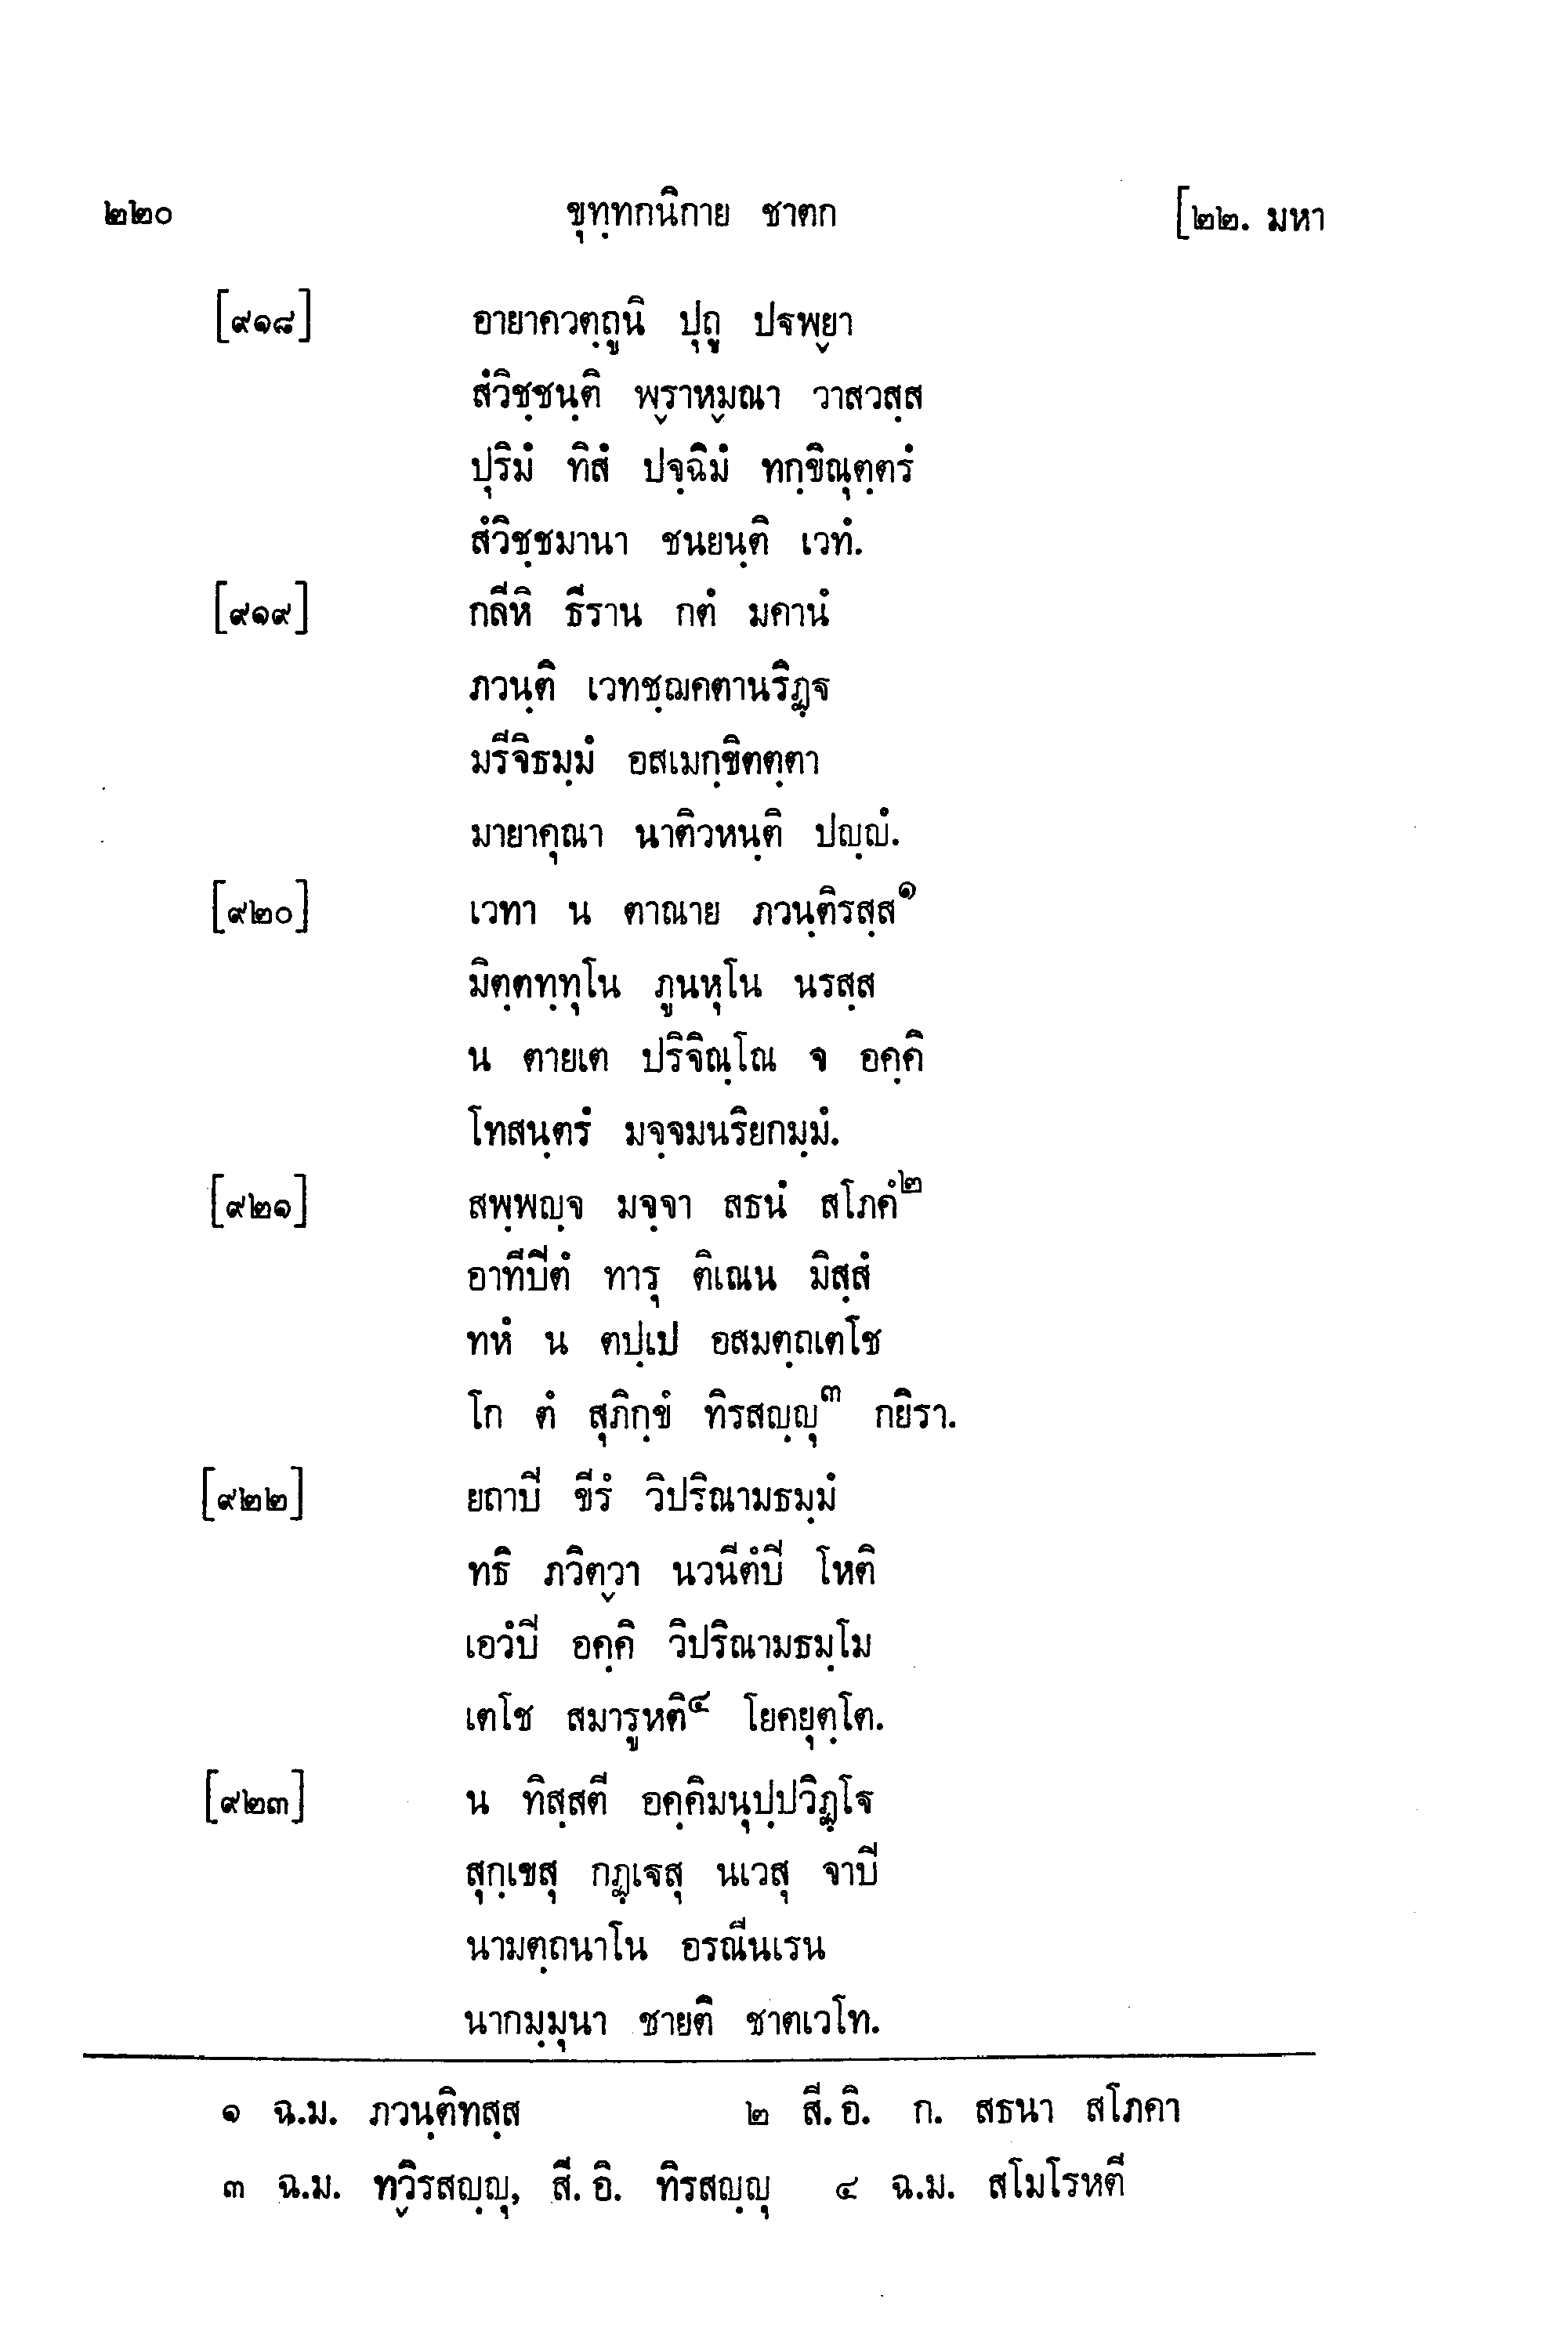 ๒๒๐ ขุทฺทกนิกาย ชาตก [๒๒. มหา
[๙๑๘] อายาควตฺถูนิ ปุถู ปฐพฺยา
สํวิชฺชนฺติ พฺราหฺมณา วาสวสฺส
ปุริมํ ทิสํ ปจฺฉิมํ ทกฺขิณุตฺตรํ
สํวิชฺชมานา ชนยนฺติ เวทํ.
[๙๑๙] กลีหิ ธีราน กตํ มคานํ
ภวนฺติ เวทชฺฌคตานริฏฺฐ
มรีจิธมฺมํ อสเมกฺขิตตฺตา
มายาคุณา นาติวหนฺติ ปญฺญํ.
[๙๒๐] เวทา น ตาณาย ภวนฺติรสฺส๑
มิตฺตทฺทุโน ภูนหุโน นรสฺส
น ตายเต ปริจิณฺโณ จ อคฺคิ
โทสนฺตรํ มจฺจมนริยกมฺมํ.
[๙๒๑] สพฺพญฺจ มจฺจา สธนํ สโภคํ๒
อาทีปิตํ ทารุ ติเณน มิสฺสํ
ทหํ น ตปฺเป อสมตฺถเตโช
โก ตํ สุภิกฺขํ ทิรสญฺญุ๓ กยิรา.
[๙๒๒] ยถาปี ขีรํ วิปริณามธมฺมํ
ทธิ ภวิตฺวา นวนีตํปี โหติ
เอวํปี อคฺคิ วิปริณามธมฺโม
เตโช สมารูหติ๔ โยคยุตฺโต.
[๙๒๓] น ทิสฺสตี อคฺคิมนุปฺปวิฏฺโฐ
สุกฺเขสุ กฏฺเฐสุ นเวสุ จาปี
นามตฺถนาโน อรณีนเรน
นากมฺมุนา ชายติ ชาตเวโท.
๑ ฉ.ม. ภวนฺติทสฺส ๒ สี. อิ. ก. สธนา สโภคา
๓ ฉ.ม. ทฺวิรสญฺญุ, สี. อิ. ทิรสญฺญุ ๔ ฉ.ม. สโมโรหตี